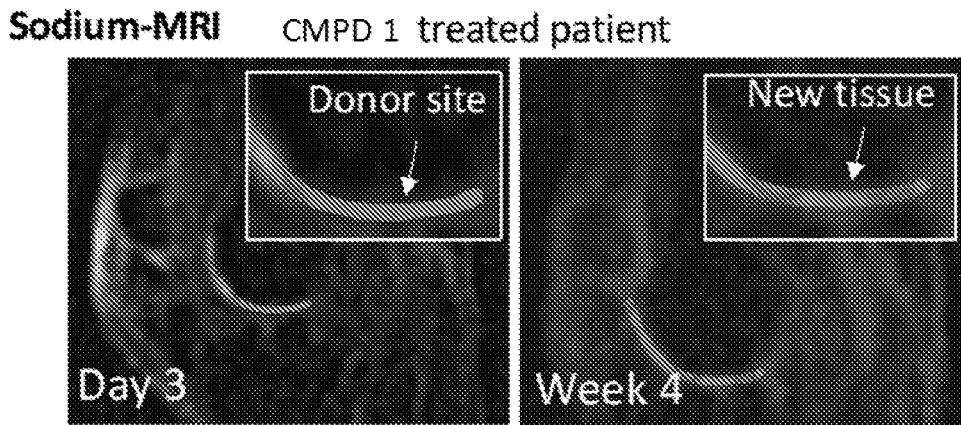 Sodium-MRI CMPD 1 treated patient
Donor site
New tissue
Day 3
Week 4